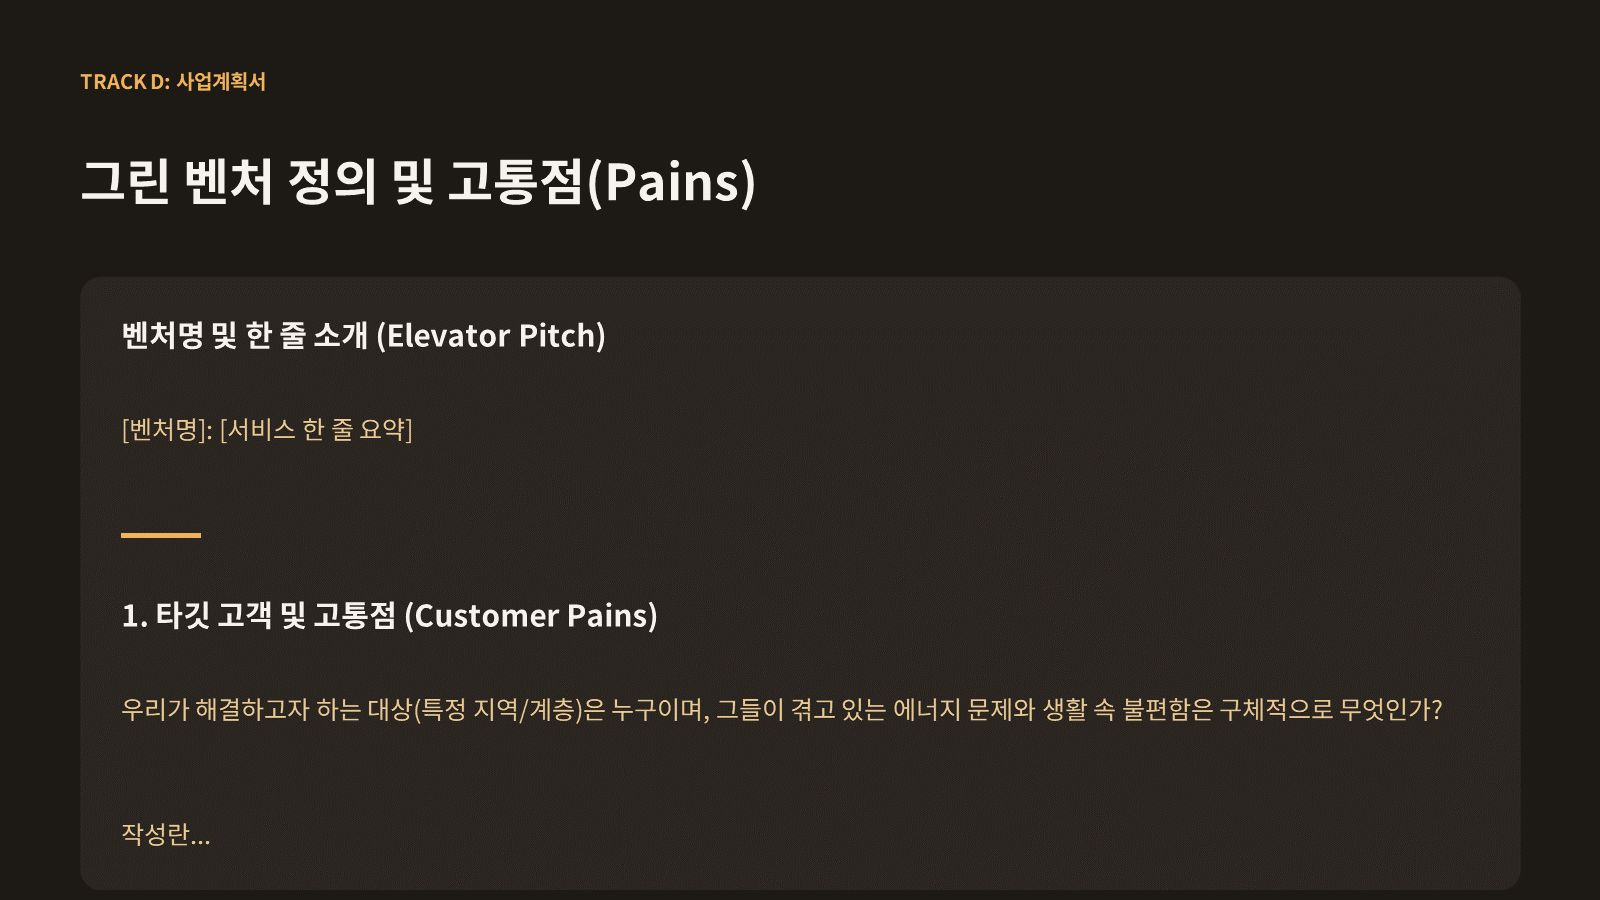 TRACK D: 사업계획서
그린 벤처 정의 및 고통점(Pains)
벤처명 및 한 줄 소개 (Elevator Pitch)
[벤처명]: [서비스 한 줄 요약]
1. 타깃 고객 및 고통점 (Customer Pains)
우리가 해결하고자 하는 대상(특정 지역/계층)은 누구이며, 그들이 겪고 있는 에너지 문제와 생활 속 불편함은 구체적으로 무엇인가?
작성란...